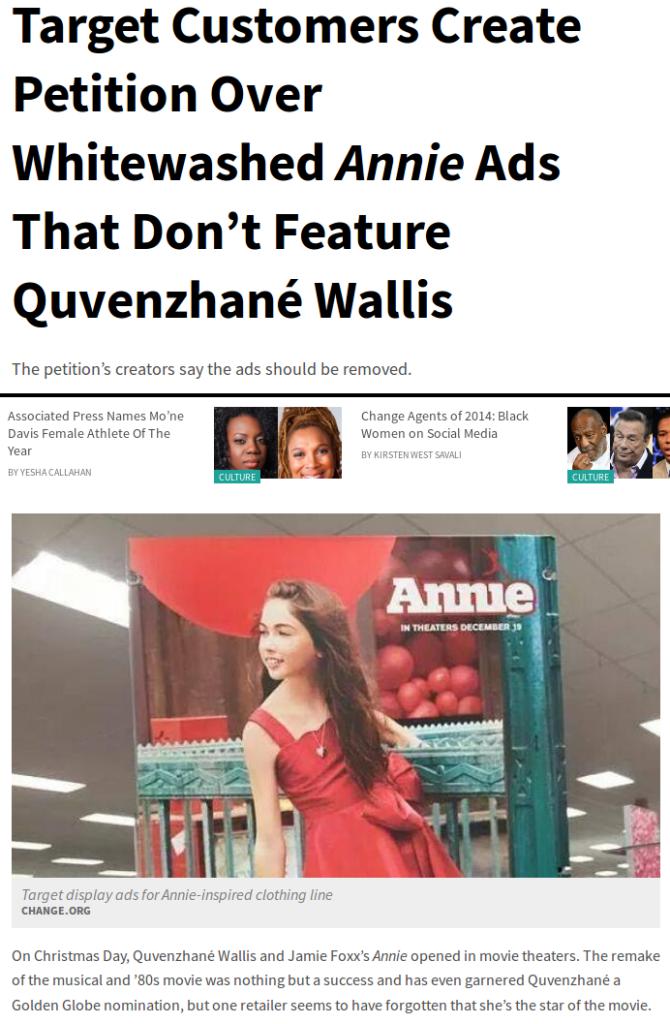 Target Customers Create
Petition Over
Whitewashed Annie Ads
That Don’t Feature
Quvenzhané Wallis
The petition’s creators say the ads should be removed.
Associated Press Names Mo’ne
Davis Female Athlete Of The
Year
BY YESHA CALLAHAN
CULTURE
Change Agents of 2014: Black
Women on Social Media
BY KIRSTEN WEST SAVALI
CULTURE
Annie
IN THEATERS DECEMBER 19
Target display ads for Annie-inspired clothing line
CHANGE.ORG
On Christmas Day, Quvenzhané Wallis and Jamie Foxx’s Annie opened in movie theaters. The remake
of the musical and ’80s movie was nothing but a success and has even garnered Quvenzhané a
Golden Globe nomination, but one retailer seems to have forgotten that she’s the star of the movie.